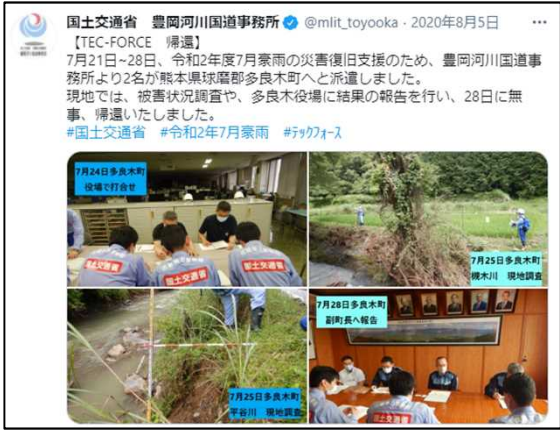 国土交通省 豊岡河川国道事務所 @mlit_toyooka · 2020年8月5日
【TEC-FORCE 帰還】
7月21日~28日、令和2年度7月豪雨の災害復旧支援のため、豊岡河川国道事
務所より2名が熊本県球磨郡多良木町へと派遣しました。
現地では、被害状況調査や、多良木役場に結果の報告を行い、28日に無
事、帰還いたしました。
#国土交通省 #令和2年7月豪雨 #テックフォース
7月24日多良木町
役場で打合せ
国土交通省
国土交通省
7月25日多良木町
槻木川 現地調査
7月25日多良木町
平谷川 現地調査
7月28日多良木町
副町長へ報告
国土交通省